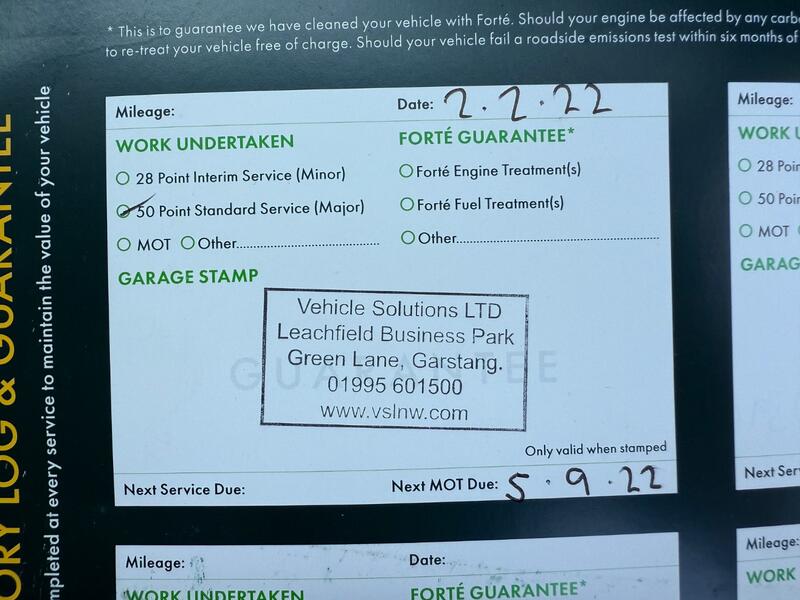 * This is to guarantee we have cleaned your vehicle with Forté. Should your engine be affected by any
to re-treat your vehicle free of charge. Should your vehicle fail a roadside emissions test within six months of
ORY LOG & GUARANTEE
mpleted at every service to maintain the value of your vehicle
Mileage:
Date: 2.2.22
WORK UNDERTAKEN
FORTÉ GUARANTEE*
28 Point Interim Service (Minor)
Forté Engine Treatment(s)
50 Point Standard Service (Major)
Forté Fuel Treatment(s)
MOT Other
Other
GARAGE STAMP
GUARANTEE
Vehicle Solutions LTD
Leachfield Business Park
Green Lane, Garstang.
01995 601500
www.vslnw.com
Only valid when stamped
Next Service Due:
Next MOT Due: 5.9.22
Mileage:
WORK
28
50
MOT
GARAG
Next
Mileage:
Date:
WORK UNDERTAKEN
FORTÉ GUARANTEE*
Mileage:
WORK